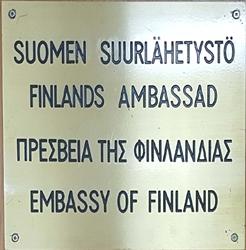 SUOMEN SUURLÄHETYSTÖ
FINLANDS AMBASSAD
ΠΡΕΣΒΕΙΑ ΤΗΣ ΦΙΝΛΑΝΔΙΑΣ
EMBASSY OF FINLAND